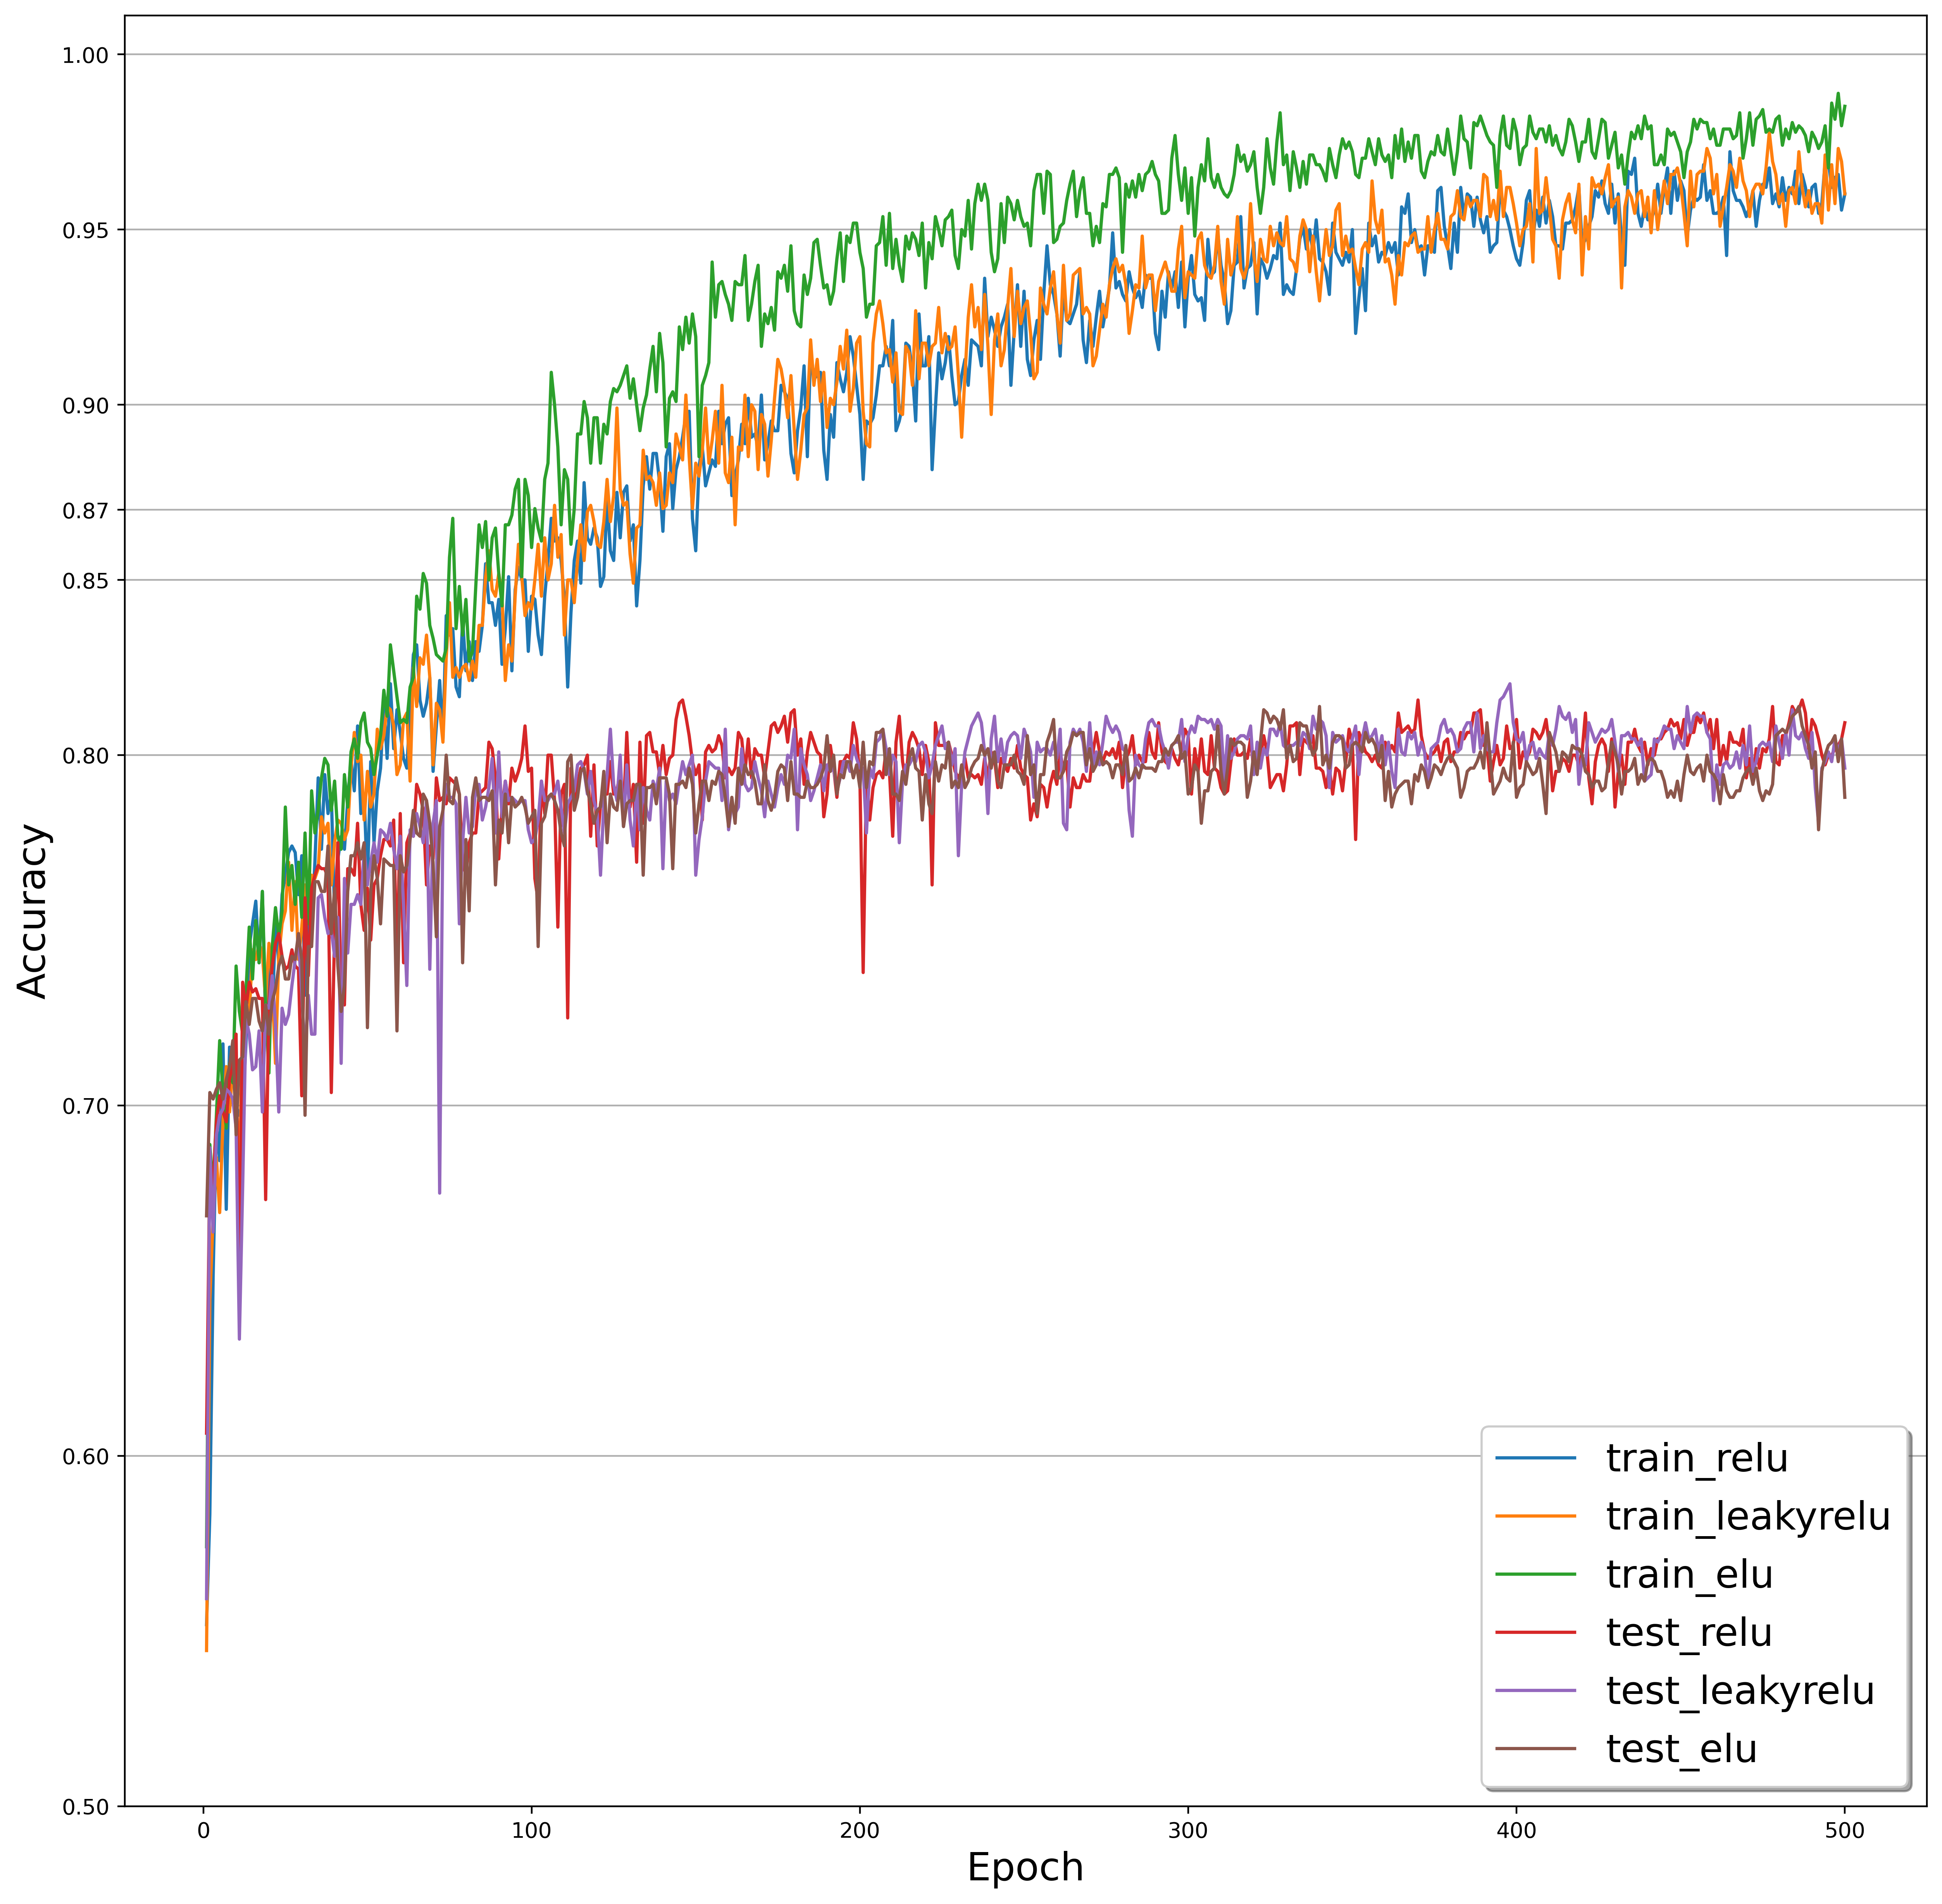 1.00
0.95
0.90
0.87
0.85
0.80
0.70
0.60
0.50
Accuracy
0
100
200
300
400
500
Epoch
train_relu
train_leakyrelu
train_elu
test_relu
test_leakyrelu
test_elu